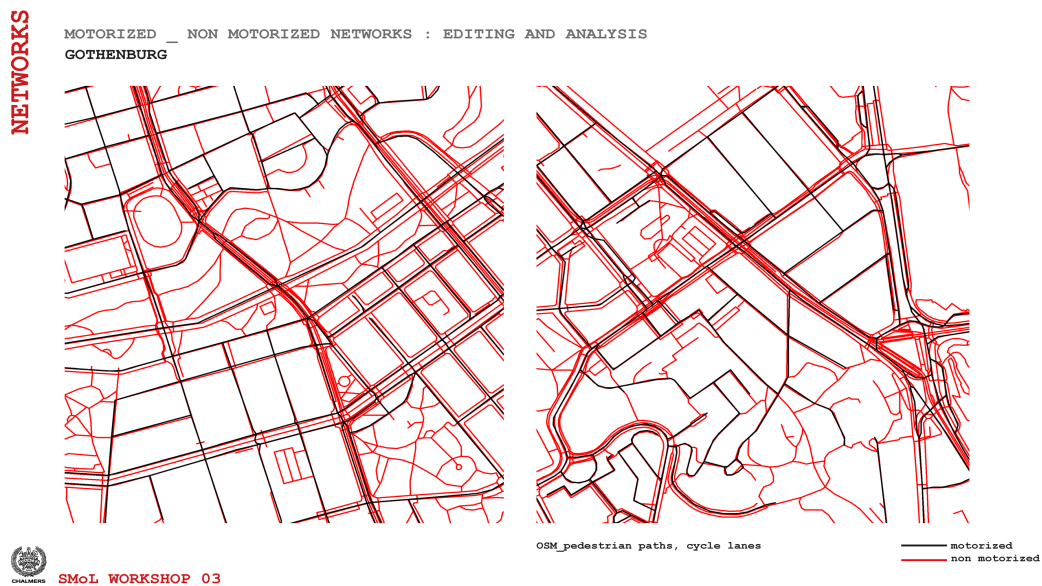 NETWORKS
MOTORIZED _ NON MOTORIZED NETWORKS : EDITING AND ANALYSIS
GOTHENBURG
OSM_pedestrian paths, cycle lanes
motorized
non motorized
CHALMERS
SMoL WORKSHOP 03